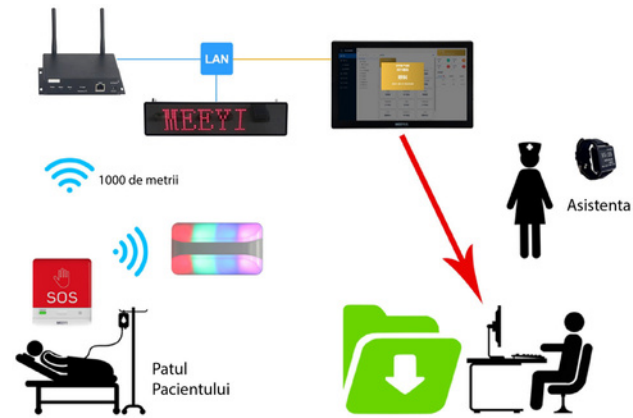 LAN
MEEYI
1000 de metrii
Asistenta
SOS
Patul
Pacientului